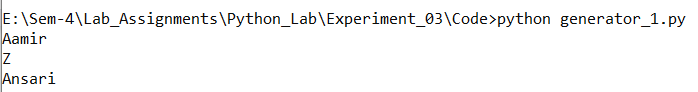 E:\Sem-4\Lab_Assignments\Python_Lab\Experiment_03\Code>python generator_1.py
Aamir
Z
Ansari